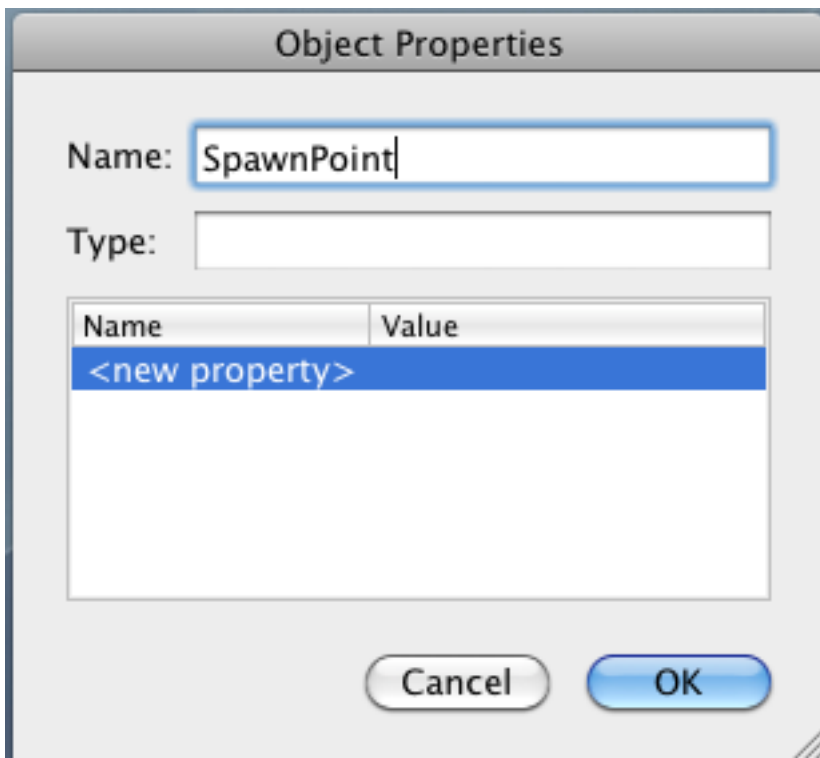 Object Properties
Name: SpawnPoint
Type:
Name Value
<new property>
Cancel OK